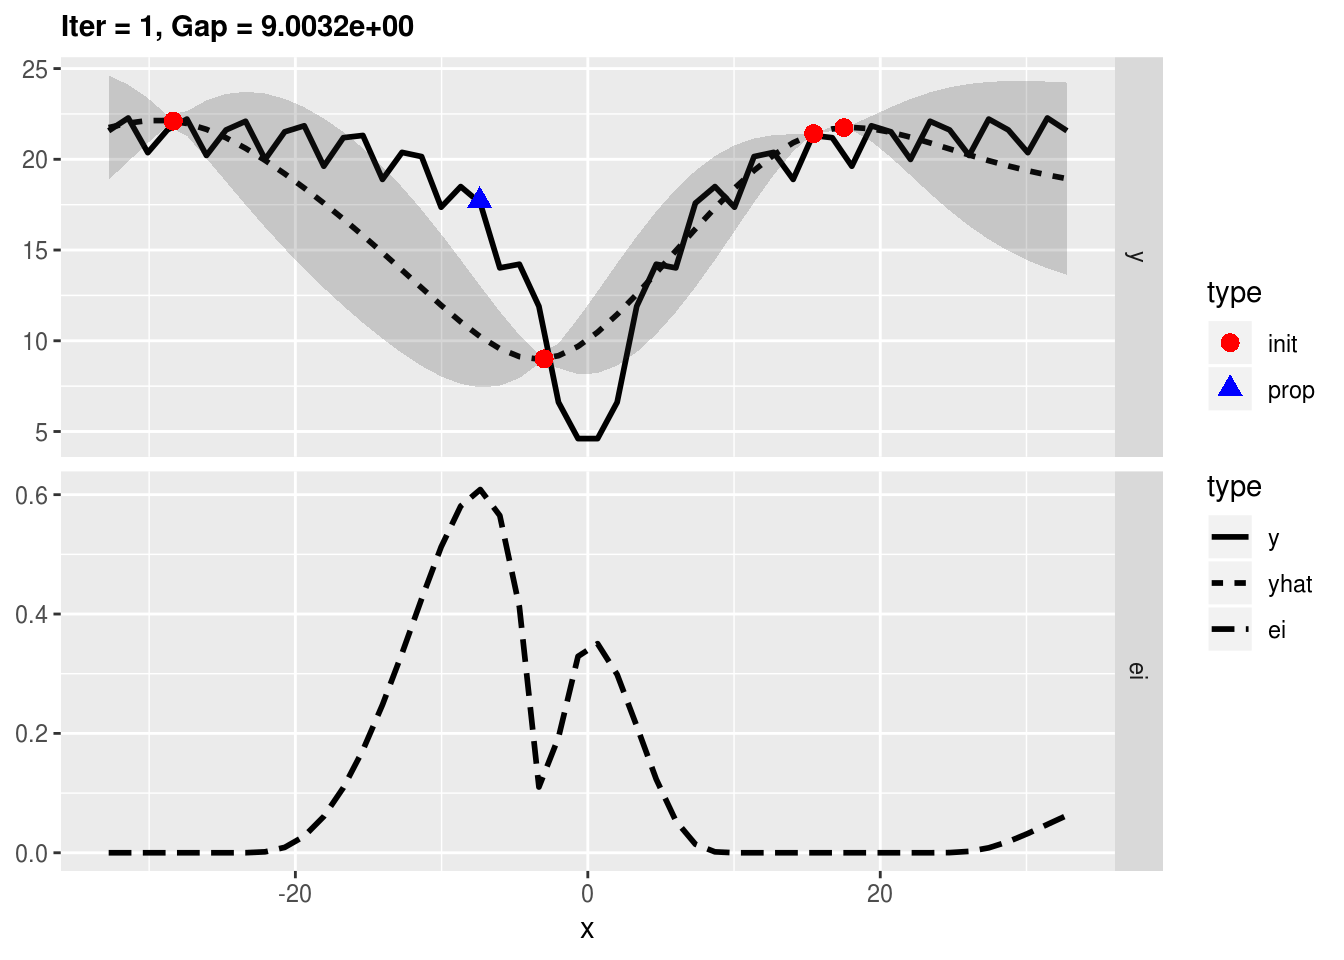 Iter = 1, Gap = 9.0032e+00
25
20
15
10
5
y
0.6
0.4
0.2
0.0
ei
-20
0
20
x
type
init
prop
type
y
yhat
ei